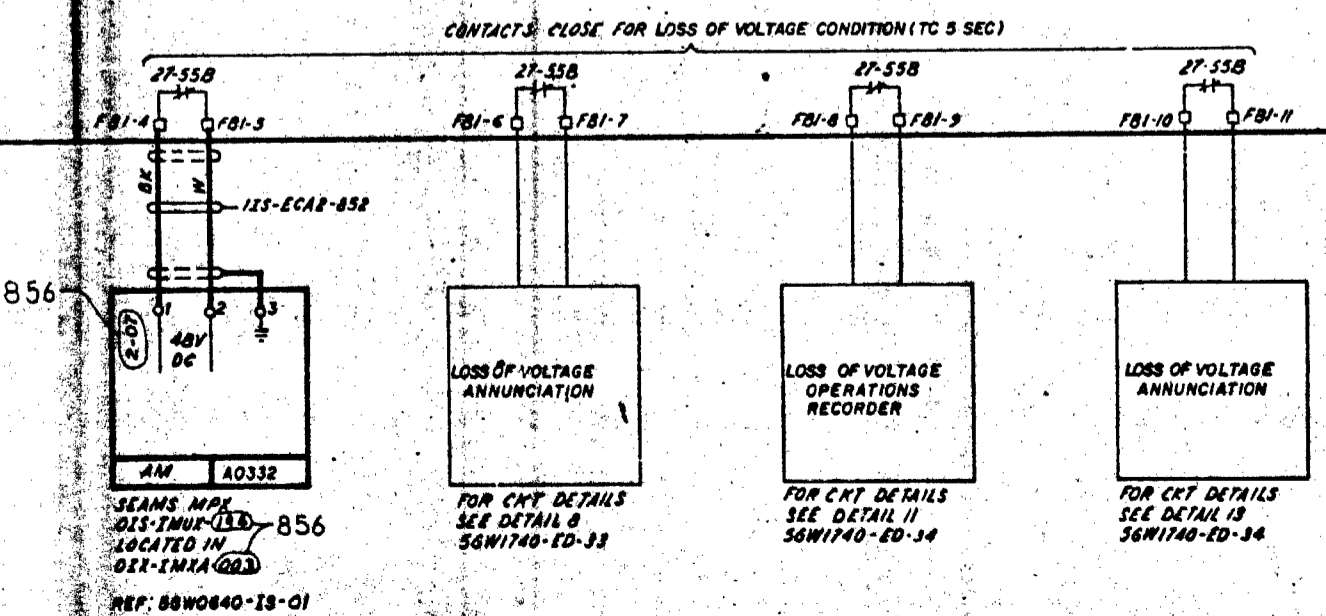 CONTACTS CLOSE FOR LOSS OF VOLTAGE CONDITION (TC 5 SEC)
27-55B 27-55B 27-55B 27-55B
FB1-4 FB1-5 FB1-6 FB1-7 FB1-8 FB1-9 FB1-10 FB1-11
BK W
1IS-ECAB-852
856
1 2 3
2-07
48V
DC
LOSS OF VOLTAGE
ANNUNCIATION
LOSS OF VOLTAGE
OPERATIONS
RECORDER
LOSS OF VOLTAGE
ANNUNCIATION
AM A0332
SEAMS MPX
OIS-IMUX-
856
LOCATED IN
OIX-IMXA-003
REF: 56W0640-IS-01
FOR CKT DETAILS
SEE DETAIL 8
56W1740-ED-33
FOR CKT DETAILS
SEE DETAIL 11
56W1740-ED-34
FOR CKT DETAILS
SEE DETAIL 13
56W1740-ED-34